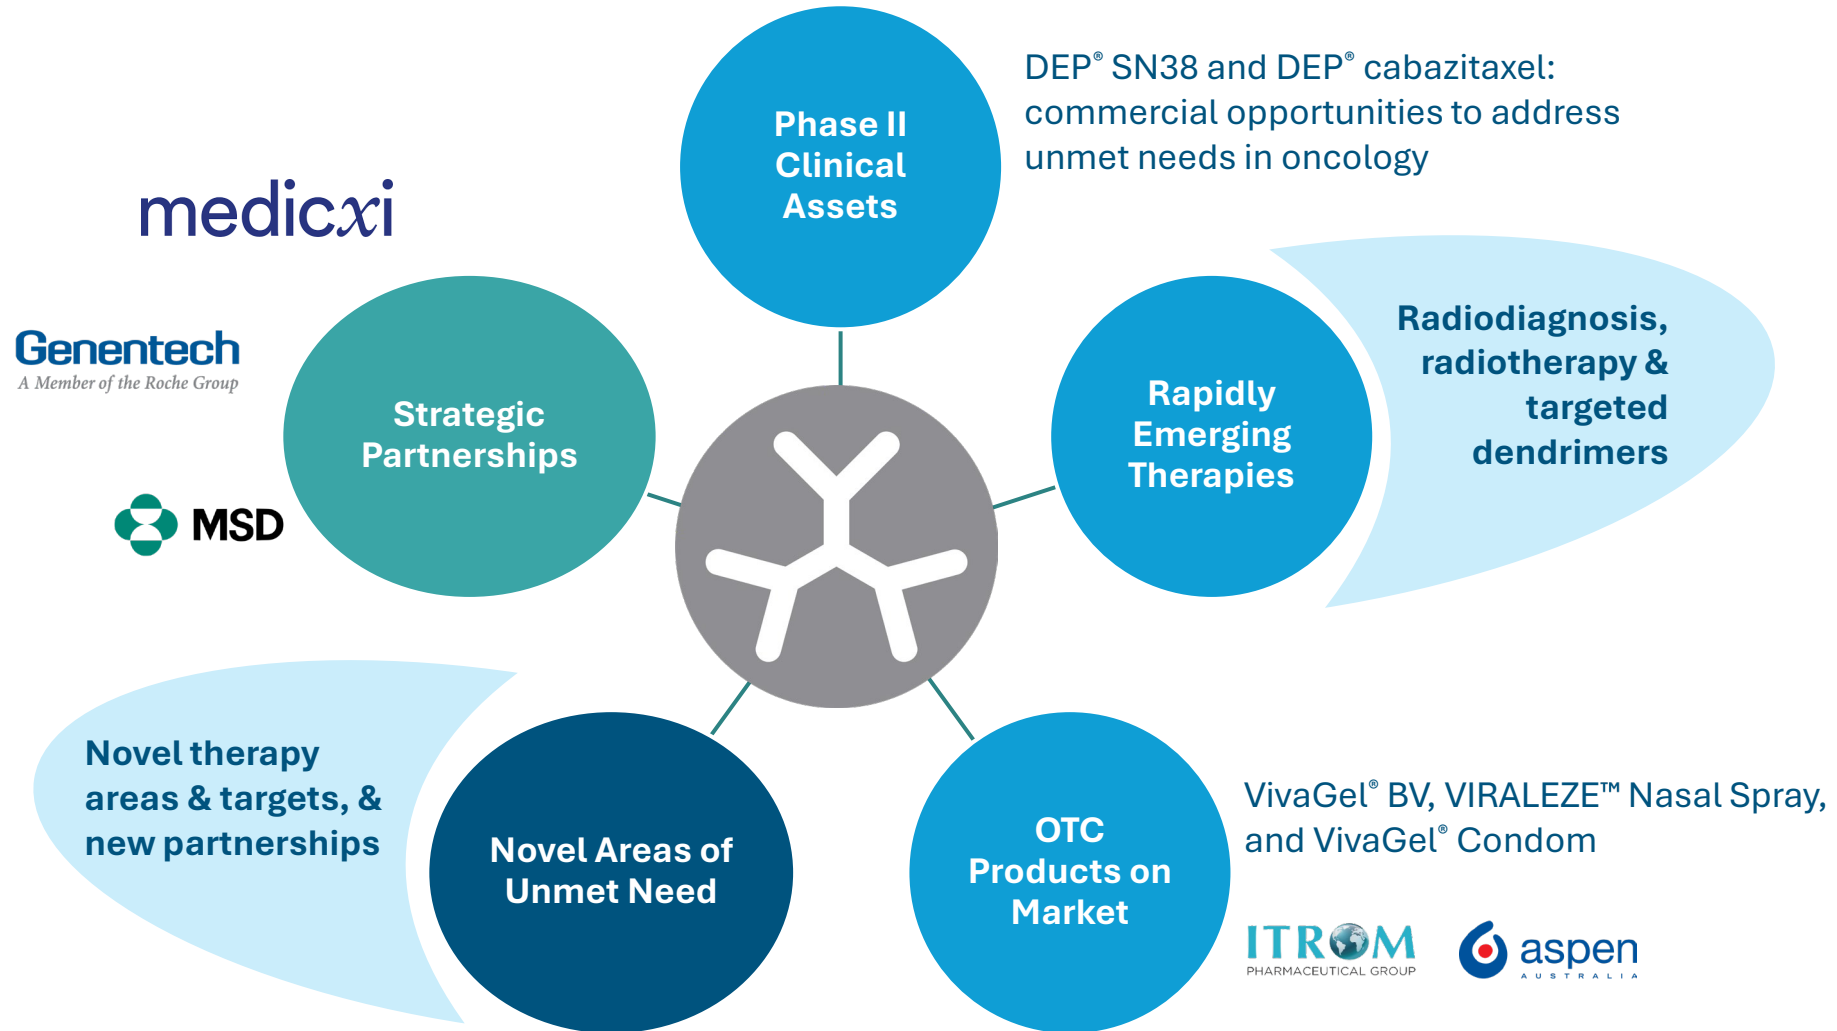 Phase II
Clinical
Assets
DEP® SN38 and DEP® cabazitaxel:
commercial opportunities to address
unmet needs in oncology
medicxi
Genentech
A Member of the Roche Group
MSD
Strategic
Partnerships
Rapidly
Emerging
Therapies
Radiodiagnosis,
radiotherapy &
targeted
dendrimers
Novel therapy
areas & targets, &
new partnerships
Novel Areas of
Unmet Need
OTC
Products on
Market
VivaGel® BV, VIRALEZE™ Nasal Spray,
and VivaGel® Condom
ITROM
PHARMACEUTICAL GROUP
aspen
AUSTRALIA